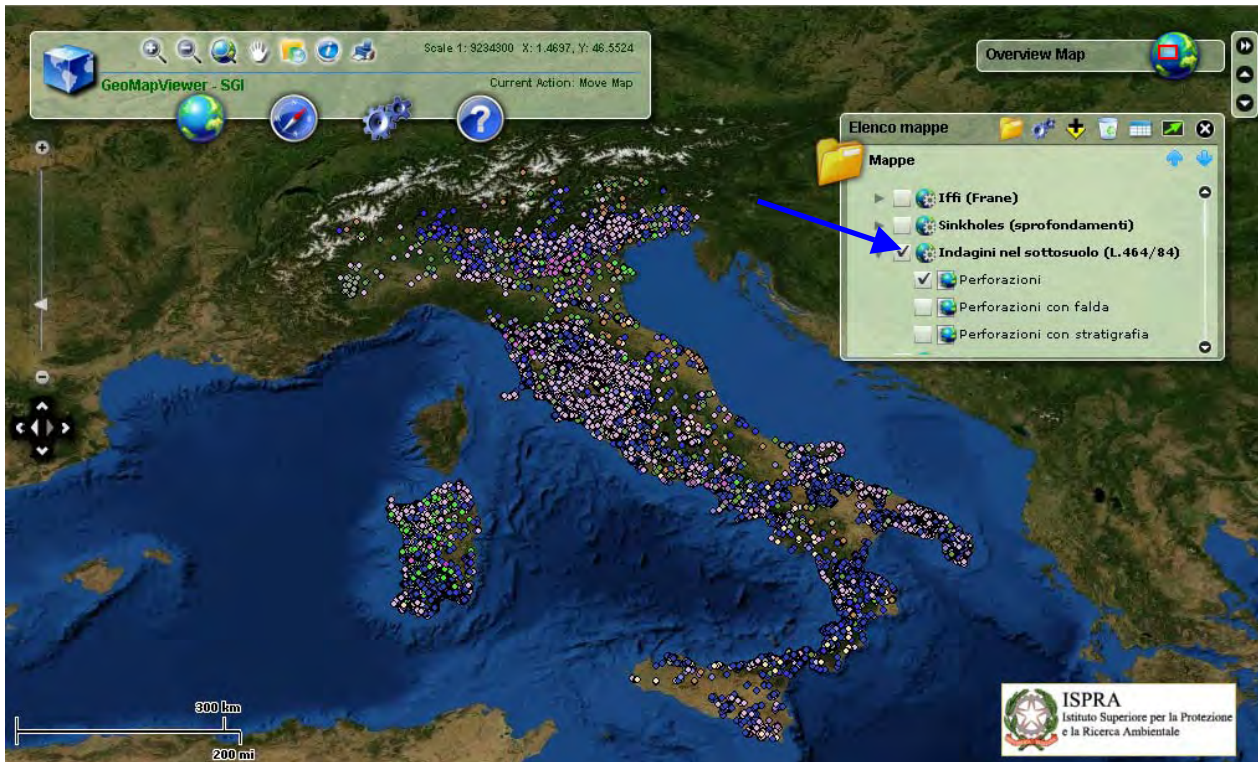 Scale 1: 9234300 X: 1.4697, Y: 46.5524
GeoMapViewer - SGI
Current Action: Move Map
Overview Map
Elenco mappe
Mappe
Iffi (Frane)
Sinkholes (sprofondamenti)
Indagini nel sottosuolo (L.464/84)
Perforazioni
Perforazioni con falda
Perforazioni con stratigrafia
300 km
200 mi
ISPRA
Istituto Superiore per la Protezione
e la Ricerca Ambientale